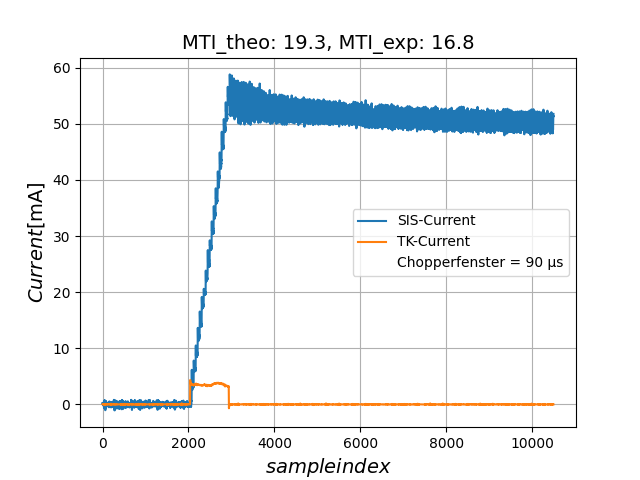 MTI_theo: 19.3, MTI_exp: 16.8
Current[mA]
60
50
40
30
20
10
0
SIS-Current
TK-Current
Chopperfenster = 90 µs
0 2000 4000 6000 8000 10000
sampleindex